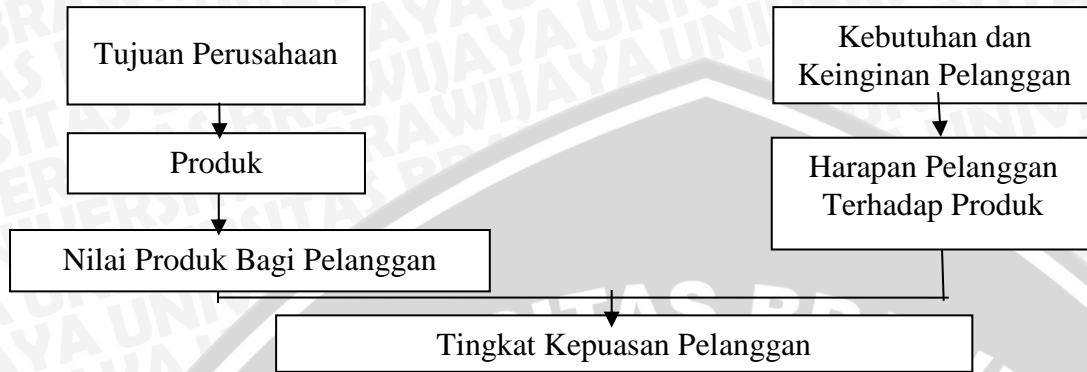 Tujuan Perusahaan
Produk
Nilai Produk Bagi Pelanggan
Kebutuhan dan
Keinginan Pelanggan
Harapan Pelanggan
Terhadap Produk
Tingkat Kepuasan Pelanggan